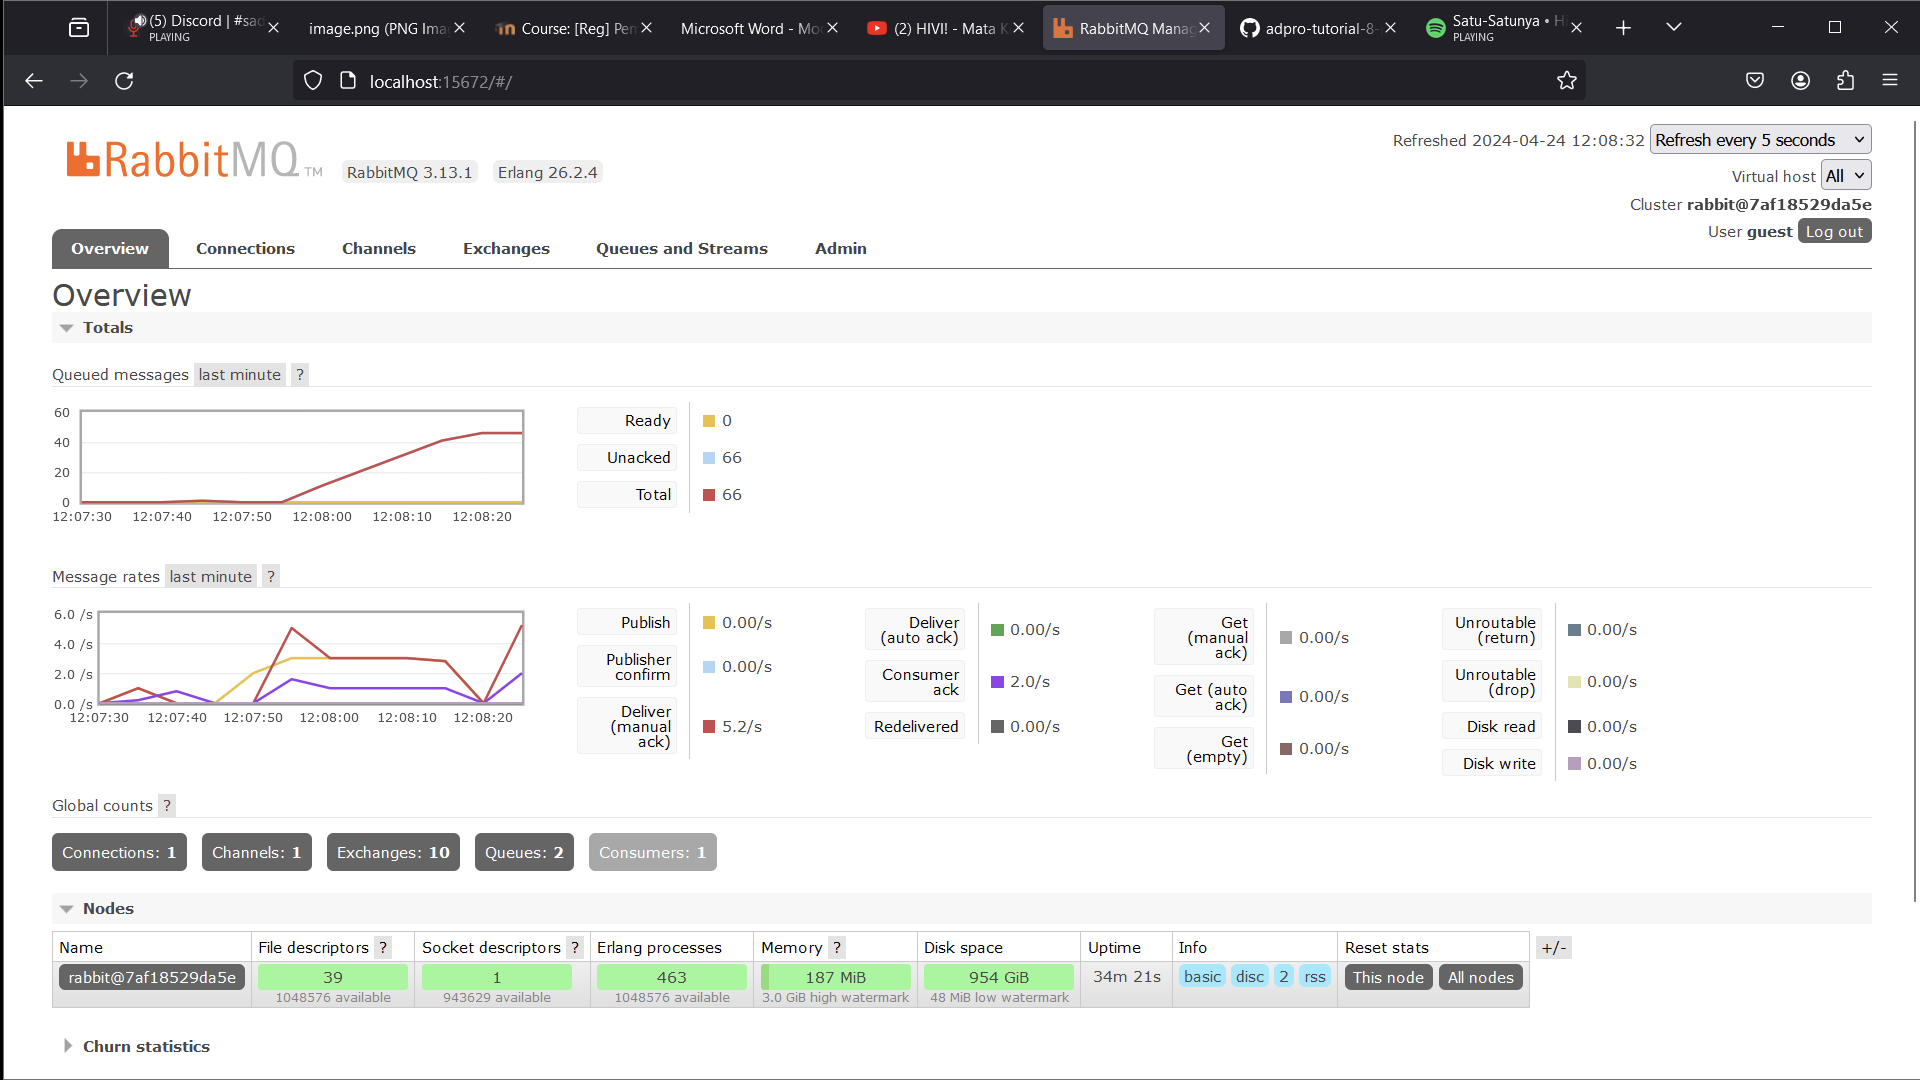 (5) Discord | #sad
PLAYING
image.png (PNG Ima
Course: [Reg] Pen
Microsoft Word - Mo
(2) HIVI! - Mata K
RabbitMQ Manag
adpro-tutorial-8-
Satu-Satunya • H
PLAYING
localhost:15672/#/
RabbitMQ TM
RabbitMQ 3.13.1 Erlang 26.2.4
Refreshed 2024-04-24 12:08:32 Refresh every 5 seconds
Virtual host All
Cluster rabbit@7af18529da5e
User guest Log out
Overview Connections Channels Exchanges Queues and Streams Admin
Overview
Totals
Queued messages last minute ?
60
40
20
0
12:07:30 12:07:40 12:07:50 12:08:00 12:08:10 12:08:20
Ready 0
Unacked 66
Total 66
Message rates last minute ?
6.0 /s
4.0 /s
2.0 /s
0.0 /s
12:07:30 12:07:40 12:07:50 12:08:00 12:08:10 12:08:20
Publish 0.00/s
Publisher
confirm 0.00/s
Deliver
(manual
ack) 5.2/s
Deliver
(auto ack) 0.00/s
Consumer
ack 2.0/s
Redelivered 0.00/s
Get
(manual
ack) 0.00/s
Get (auto
ack) 0.00/s
Get
(empty) 0.00/s
Unroutable
(return) 0.00/s
Unroutable
(drop) 0.00/s
Disk read 0.00/s
Disk write 0.00/s
Global counts ?
Connections: 1 Channels: 1 Exchanges: 10 Queues: 2 Consumers: 1
Nodes
Name File descriptors ? Socket descriptors ? Erlang processes Memory ? Disk space Uptime Info Reset stats +/-
rabbit@7af18529da5e 39 1 463 187 MiB 954 GiB 34m 21s basic disc 2 rss This node All nodes
1048576 available 943629 available 1048576 available 3.0 GiB high watermark 48 MiB low watermark
Churn statistics